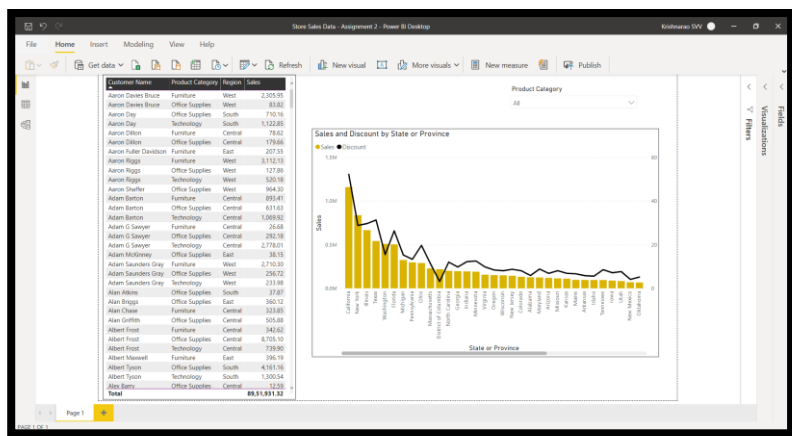 Store Sales Data - Assignment 2 - Power BI Desktop
Krishnarao SVV
File Home Insert Modeling View Help
Get data Refresh New visual More visuals New measure Publish
Customer Name Product Category Region Sales
Aaron Davies Bruce Furniture West 2,305.95
Aaron Davies Bruce Office Supplies West 83.82
Aaron Day Office Supplies South 710.16
Aaron Day Technology South 1,122.85
Aaron Dillon Furniture Central 78.62
Aaron Dillon Office Supplies Central 179.66
Aaron Fuller Davidson Furniture East 207.55
Aaron Riggs Furniture West 3,112.13
Aaron Riggs Office Supplies West 127.86
Aaron Riggs Technology West 520.18
Aaron Shaffer Office Supplies West 964.30
Adam Barton Furniture Central 893.41
Adam Barton Office Supplies Central 631.63
Adam Barton Technology Central 1,069.92
Adam G Sawyer Furniture Central 26.68
Adam G Sawyer Office Supplies Central 292.18
Adam G Sawyer Technology Central 2,778.01
Adam McKinney Office Supplies East 38.15
Adam Saunders Gray Furniture West 2,710.30
Adam Saunders Gray Office Supplies West 256.72
Adam Saunders Gray Technology West 233.98
Alan Atkins Office Supplies South 37.87
Alan Briggs Office Supplies East 360.12
Alan Chase Furniture Central 323.85
Alan Griffith Office Supplies Central 505.88
Albert Frost Furniture Central 342.62
Albert Frost Office Supplies Central 8,705.10
Albert Frost Technology Central 739.90
Albert Maxwell Furniture East 396.19
Albert Tyson Office Supplies South 4,161.16
Albert Tyson Technology South 1,300.54
Alex Barry Office Supplies Central 12.59
Total 89,51,931.32
Product Category
All
Sales and Discount by State or Province
Sales Discount
1.5M
1.0M
0.5M
0.0M
Sales
60
40
20
0
California
New York
Illinois
Texas
Washington
Florida
Michigan
Pennsylvania
Ohio
Massachusetts
District of Columbia
North Carolina
Georgia
Indiana
Minnesota
Virginia
Oregon
Wisconsin
New Jersey
Colorado
Alabama
Maryland
Arizona
Missouri
Kansas
Maine
Arkansas
Idaho
Tennessee
Iowa
Utah
New Mexico
Oklahoma
State or Province
Filters
Visualizations
Fields
Page 1
PAGE 1 OF 1